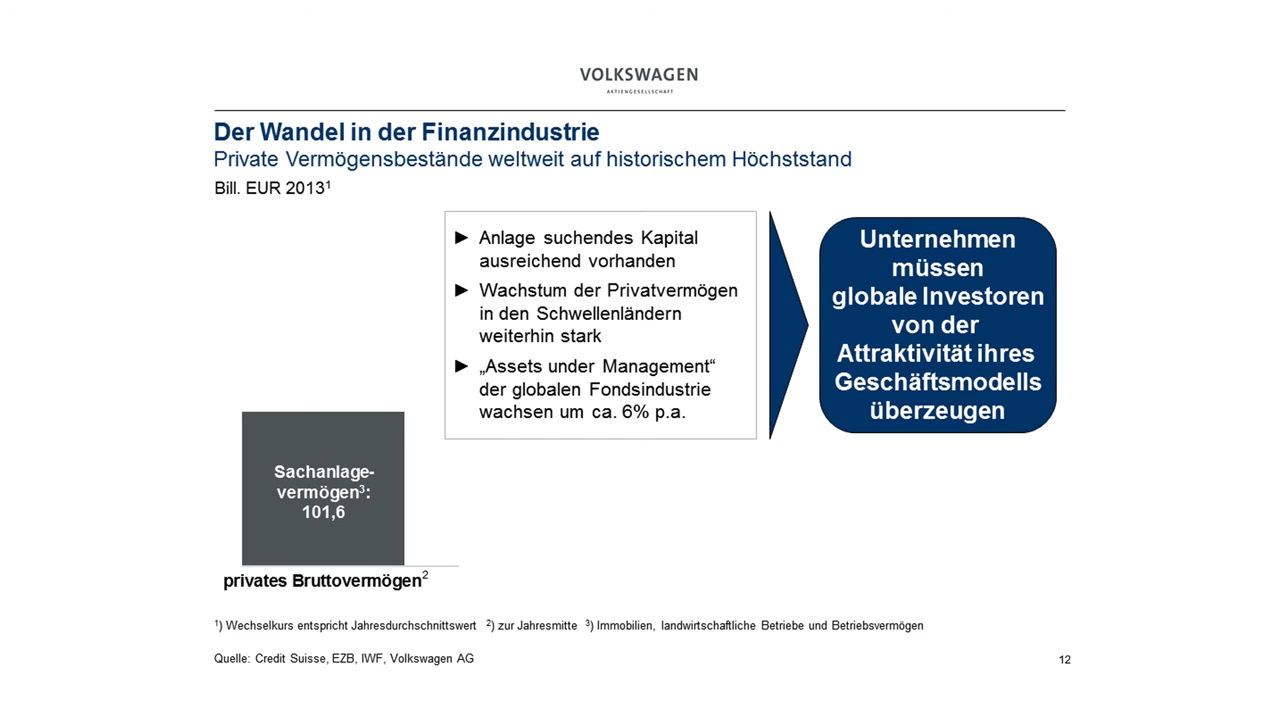 VOLKSWAGEN
AKTIENGESELLSCHAFT
Der Wandel in der Finanzindustrie
Private Vermögensbestände weltweit auf historischem Höchststand
Bill. EUR 2013¹
► Anlage suchendes Kapital
ausreichend vorhanden
► Wachstum der Privatvermögen
in den Schwellenländern
weiterhin stark
► „Assets under Management“
der globalen Fondsindustrie
wachsen um ca. 6% p.a.
Unternehmen
müssen
globale Investoren
von der
Attraktivität ihres
Geschäftsmodells
überzeugen
Sachanlage-
vermögen³:
101,6
privates Bruttovermögen²
¹) Wechselkurs entspricht Jahresdurchschnittswert ²) zur Jahresmitte ³) Immobilien, landwirtschaftliche Betriebe und Betriebsvermögen
Quelle: Credit Suisse, EZB, IWF, Volkswagen AG
12